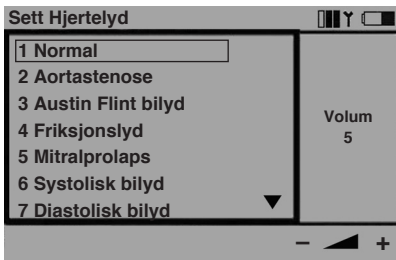 Sett Hjertelyd
1 Normal
2 Aortastenose
3 Austin Flint bilyd
4 Friksjonslyd
5 Mitralprolaps
6 Systolisk bilyd
7 Diastolisk bilyd
Volum
5
– +